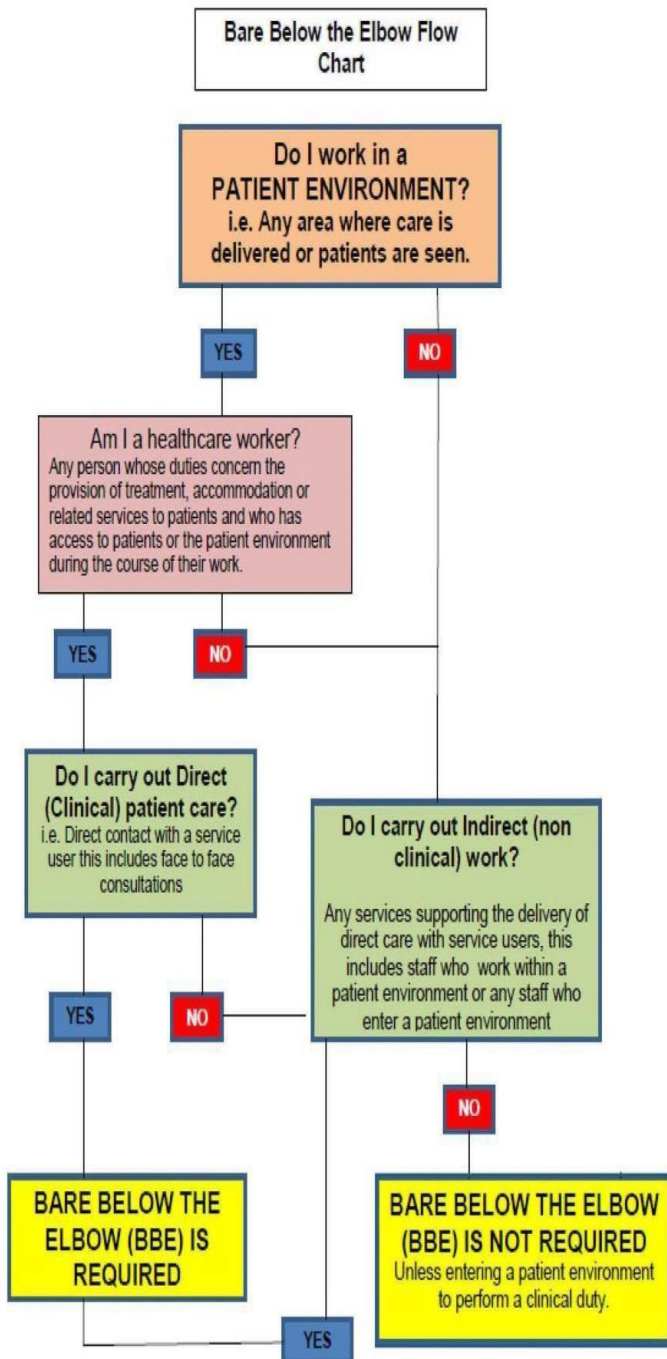 Bare Below the Elbow Flow
Chart
Do I work in a
PATIENT ENVIRONMENT?
i.e. Any area where care is
delivered or patients are seen.
YES
NO
Am I a healthcare worker?
Any person whose duties concern the
provision of treatment, accommodation or
related services to patients and who has
access to patients or the patient environment
during the course of their work.
YES
NO
Do I carry out Direct
(Clinical) patient care?
i.e. Direct contact with a service
user this includes face to face
consultations
Do I carry out Indirect (non
clinical) work?
Any services supporting the delivery of
direct care with service users, this
includes staff who work within a
patient environment or any staff who
enter a patient environment
YES
NO
NO
BARE BELOW THE
ELBOW (BBE) IS
REQUIRED
BARE BELOW THE ELBOW
(BBE) IS NOT REQUIRED
Unless entering a patient environment
to perform a clinical duty.
YES